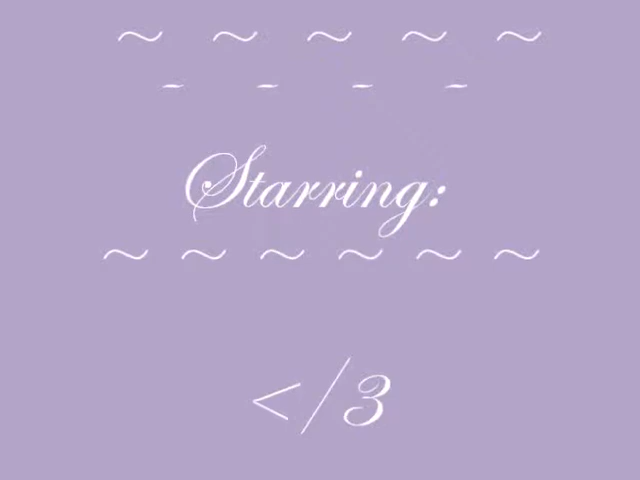 ~ ~ ~ ~ ~
- - - -
Starring:
~ ~ ~ ~ ~ ~
</3